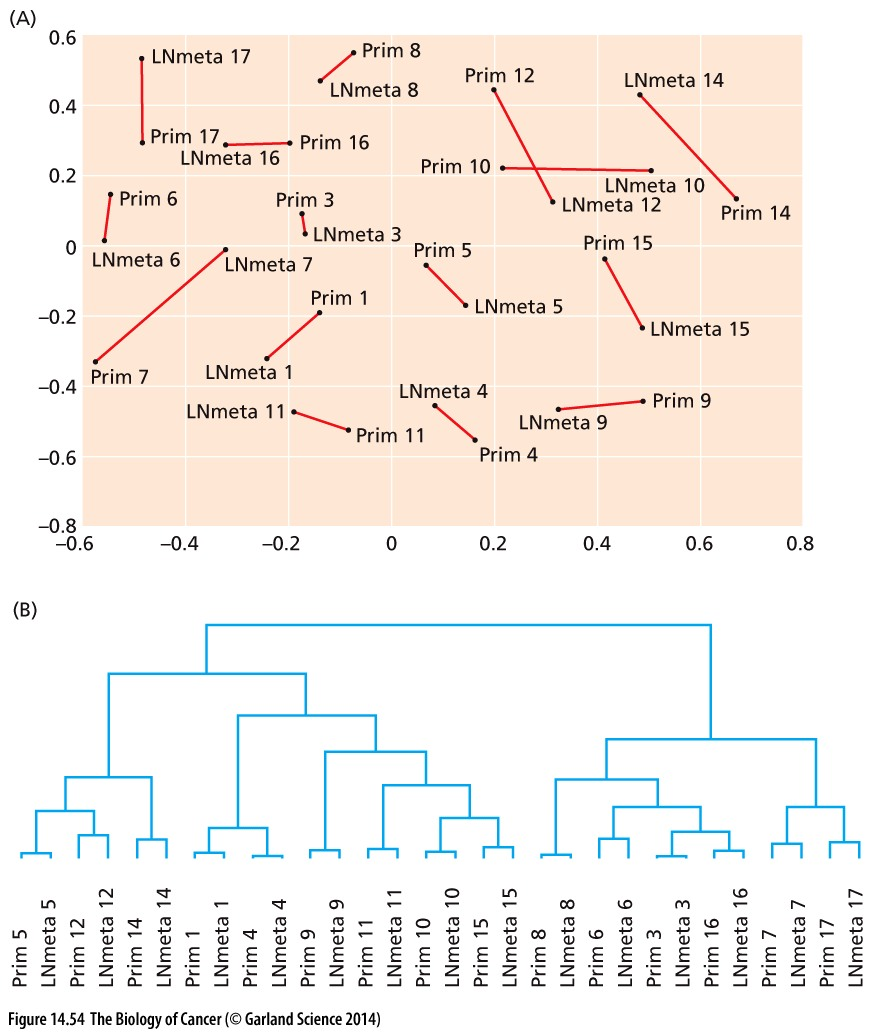 (A)
0.6
0.4
0.2
0
−0.2
−0.4
−0.6
−0.8
LNmeta 17
Prim 8
LNmeta 8
Prim 12
LNmeta 14
Prim 17
LNmeta 16
Prim 16
Prim 10
LNmeta 10
LNmeta 12
Prim 14
Prim 6
Prim 3
LNmeta 3
LNmeta 6
LNmeta 7
Prim 5
Prim 15
Prim 1
LNmeta 5
LNmeta 15
Prim 7
LNmeta 1
LNmeta 4
LNmeta 11
Prim 11
Prim 9
LNmeta 9
Prim 4
−0.6
−0.4
−0.2
0
0.2
0.4
0.6
0.8
(B)
Prim 5
LNmeta 5
Prim 12
LNmeta 12
Prim 14
LNmeta 14
Prim 1
LNmeta 1
Prim 4
LNmeta 4
Prim 9
LNmeta 9
Prim 11
LNmeta 11
Prim 10
LNmeta 10
Prim 15
LNmeta 15
Prim 8
LNmeta 8
Prim 6
LNmeta 6
Prim 3
LNmeta 3
Prim 16
LNmeta 16
Prim 7
LNmeta 7
Prim 17
LNmeta 17
Figure 14.54 The Biology of Cancer (© Garland Science 2014)